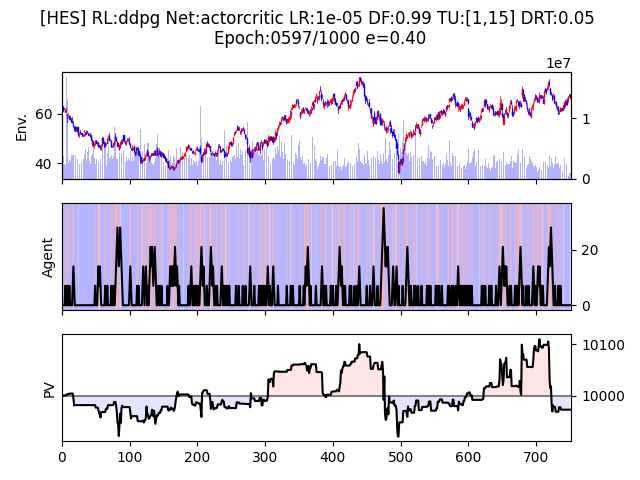 [HES] RL:ddpg Net:actorcritic LR:1e-05 DF:0.99 TU:[1,15] DRT:0.05
Epoch:0597/1000 e=0.40
1e7
Env.
60
40
1
0
Agent
20
0
PV
10100
10000
0 100 200 300 400 500 600 700